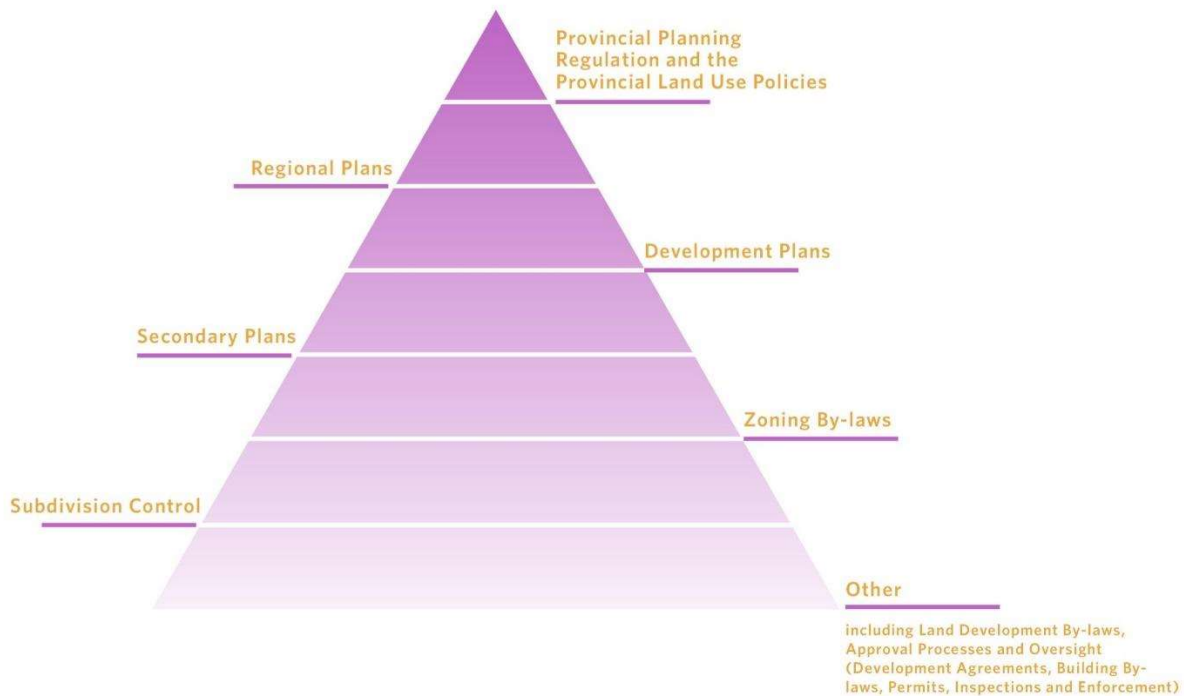 Provincial Planning
Regulation and the
Provincial Land Use Policies
Regional Plans
Development Plans
Secondary Plans
Zoning By-laws
Subdivision Control
Other
including Land Development By-laws,
Approval Processes and Oversight
(Development Agreements, Building By-
laws, Permits, Inspections and Enforcement)